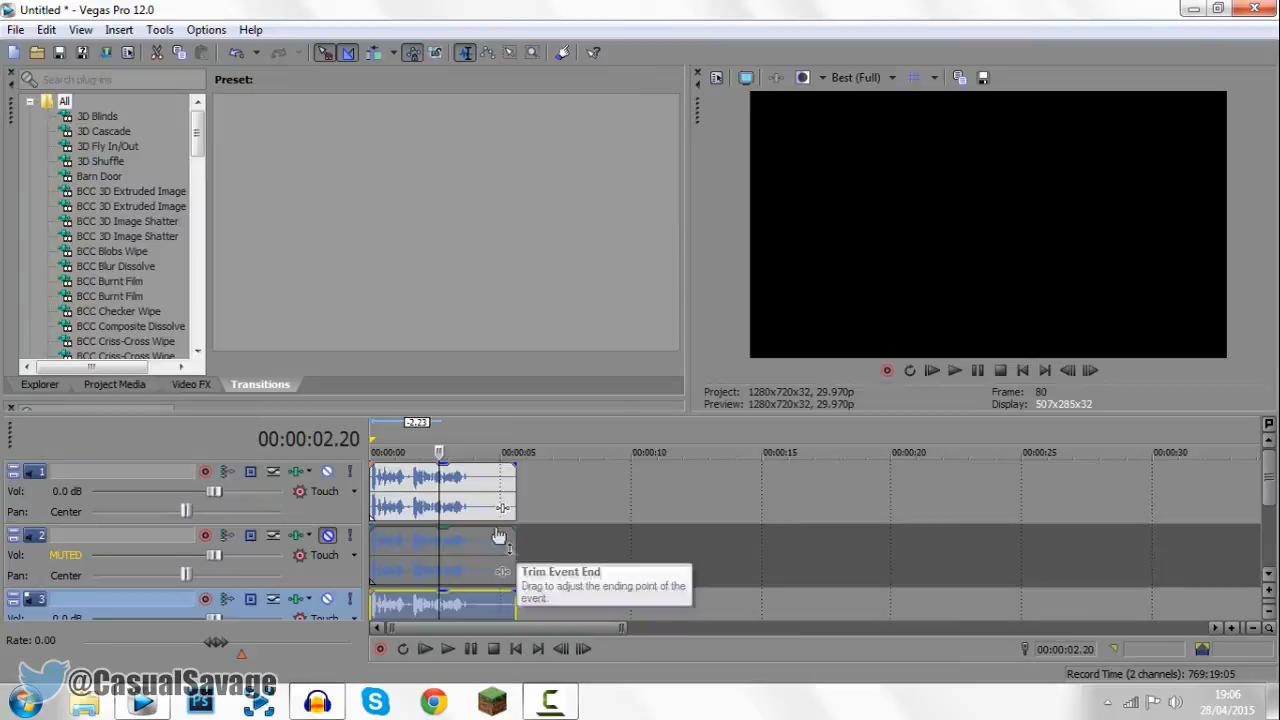 Untitled * - Vegas Pro 12.0
File Edit View Insert Tools Options Help
Search plug-ins
Preset:
Best (Full)
All
3D Blinds
3D Cascade
3D Fly In/Out
3D Shuffle
Barn Door
BCC 3D Extruded Image
BCC 3D Extruded Image
BCC 3D Image Shatter
BCC 3D Image Shatter
BCC Blobs Wipe
BCC Blur Dissolve
BCC Burnt Film
BCC Burnt Film
BCC Checker Wipe
BCC Composite Dissolve
BCC Criss-Cross Wipe
BCC Criss-Cross Wipe
Explorer Project Media Video FX Transitions
Project: 1280x720x32, 29.970p Frame: 80
Preview: 1280x720x32, 29.970p Display: 507x285x32
-2.23
00:00:02.20
00:00:00 00:00:05 00:00:10 00:00:15 00:00:20 00:00:25 00:00:30
1
Vol: 0.0 dB Touch
Pan: Center
2
Vol: MUTED Touch
Pan: Center
Trim Event End
Drag to adjust the ending point of the
event.
3
Rate: 0.00
00:00:02.20
Record Time (2 channels): 769:19:05
@CasualSavage
Ps
19:06
28/04/2015